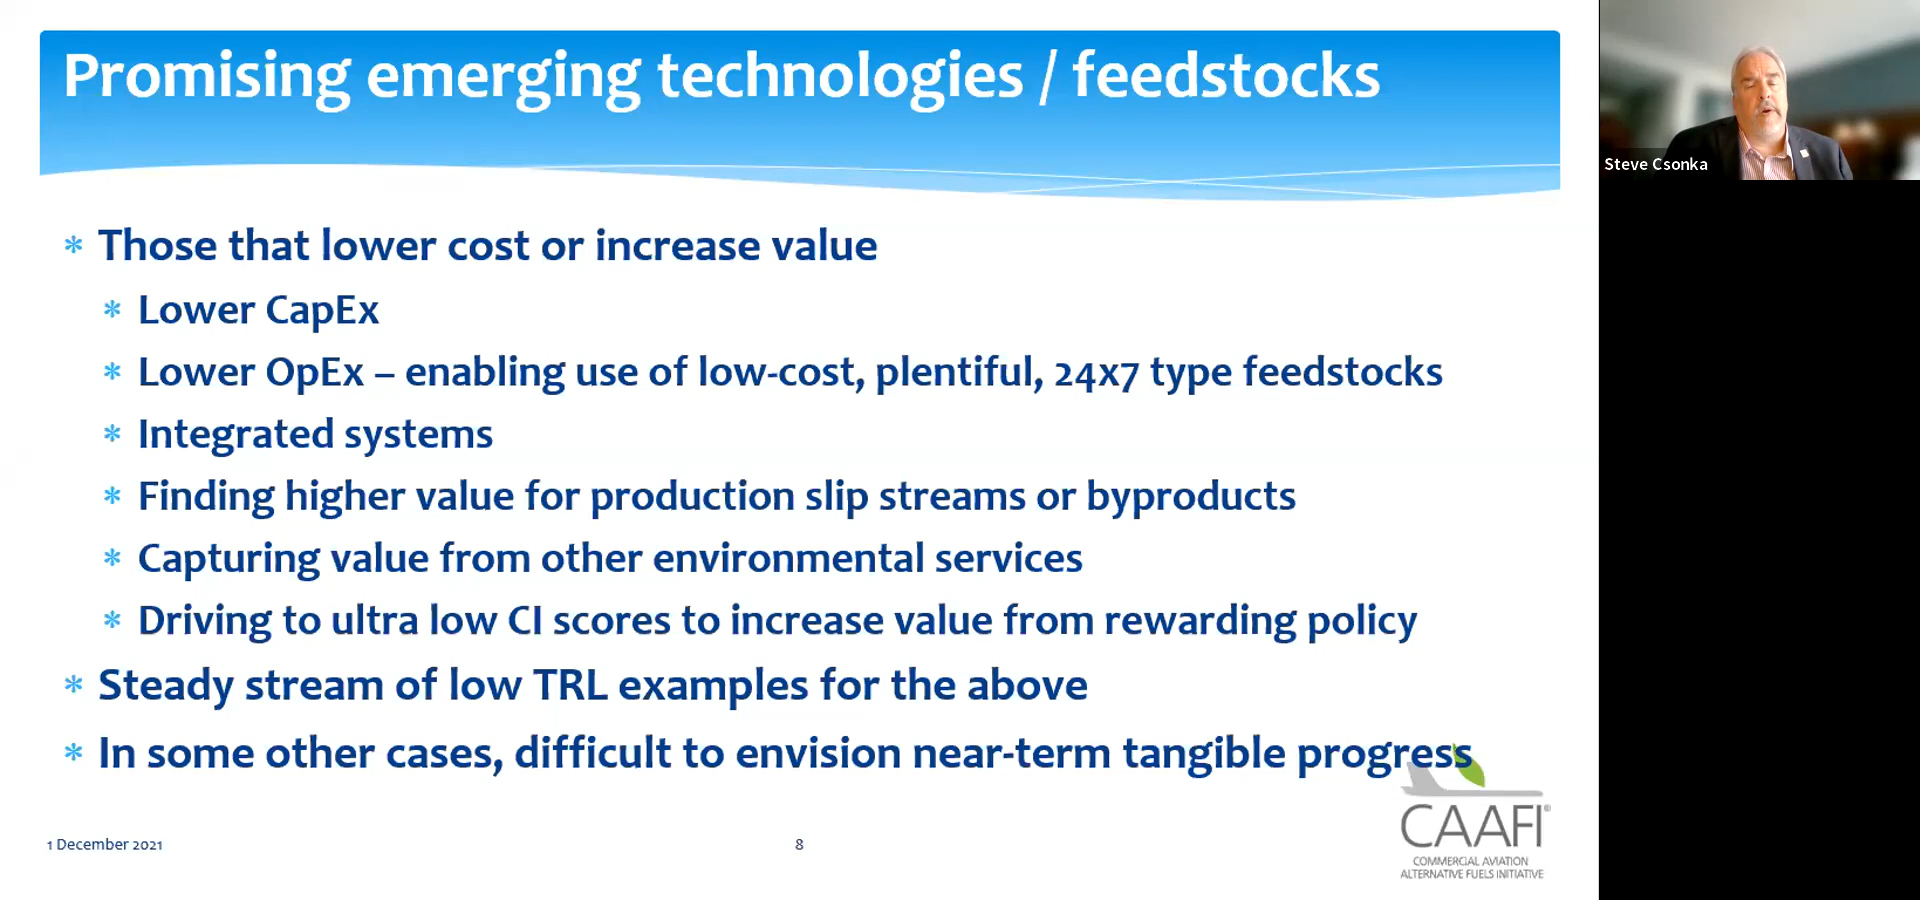 Promising emerging technologies / feedstocks
Steve Csonka
* Those that lower cost or increase value
* Lower CapEx
* Lower OpEx – enabling use of low-cost, plentiful, 24x7 type feedstocks
* Integrated systems
* Finding higher value for production slip streams or byproducts
* Capturing value from other environmental services
* Driving to ultra low CI scores to increase value from rewarding policy
* Steady stream of low TRL examples for the above
* In some other cases, difficult to envision near-term tangible progress
1 December 2021
8
CAAFI®
COMMERCIAL AVIATION
ALTERNATIVE FUELS INITIATIVE